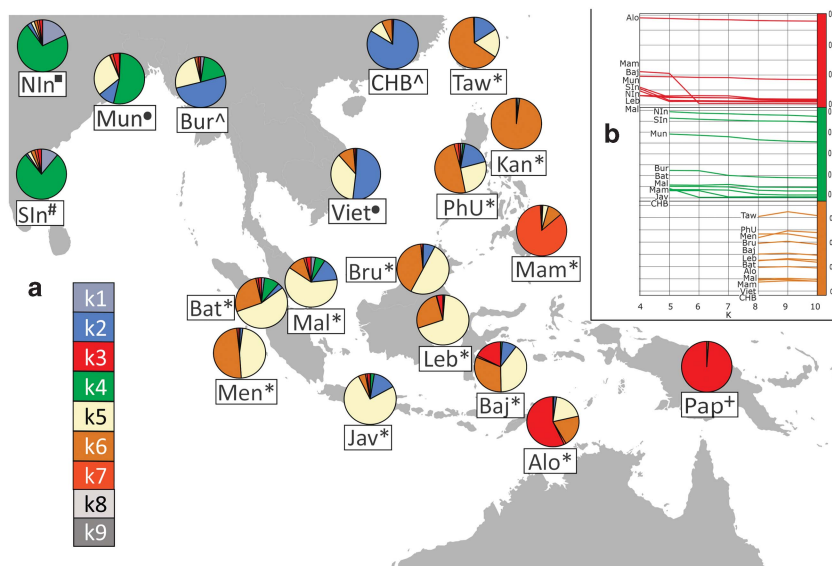 NIn■
Mun●
Bur^
CHB^
Taw*
Kan*
SIn#
Viet●
PhU*
Mam*
Bru*
Bat*
Mal*
Leb*
Men*
Baj*
Jav*
Alo*
Pap+
a
k1
k2
k3
k4
k5
k6
k7
k8
k9
b
Alo
Mam
Baj
Mun
SIn
NIn
Leb
Mal
NIn
SIn
Mun
Bur
Bat
Mal
Mam
Jav
CHB
Taw
PhU
Men
Bru
Baj
Leb
Bat
Alo
Mal
Mam
Viet
CHB
4 5 6 7 8 9 10
K